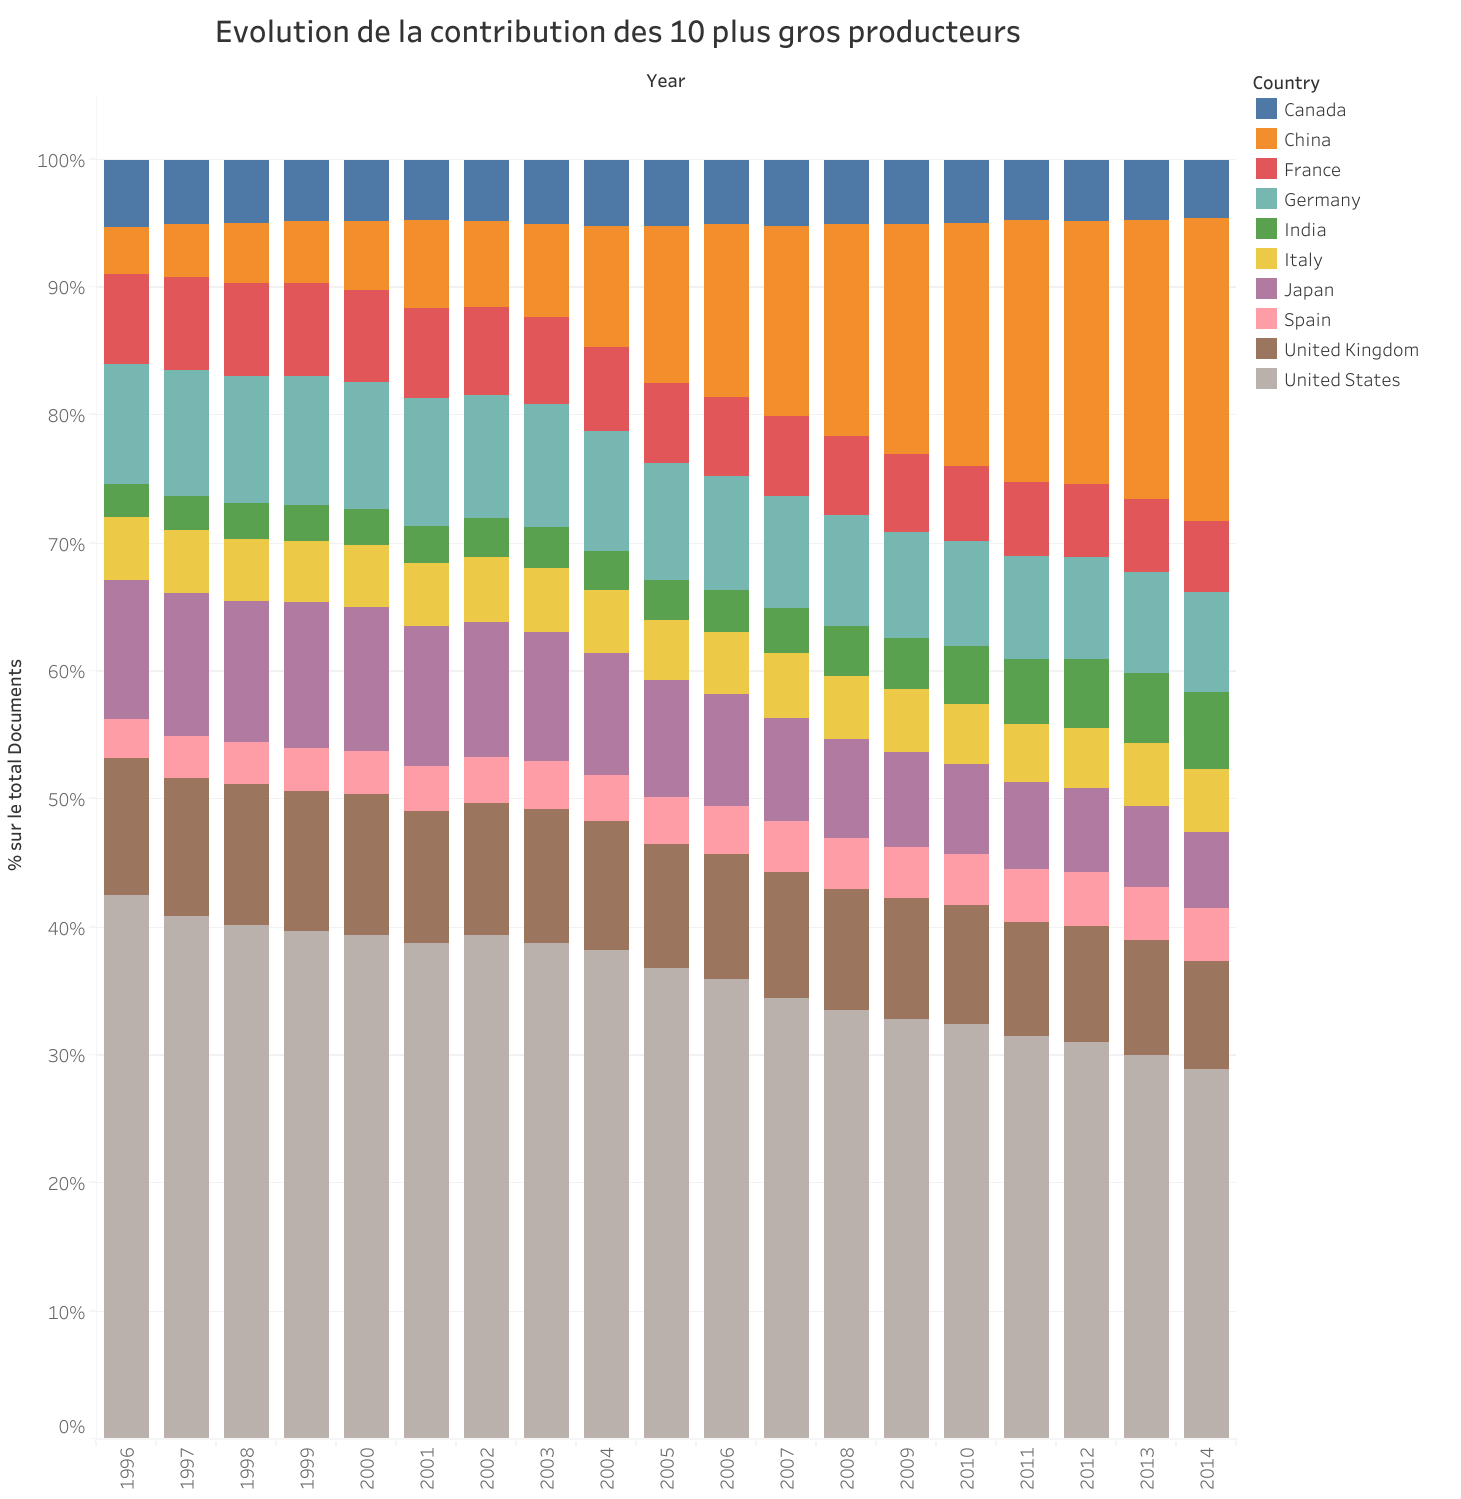 Evolution de la contribution des 10 plus gros producteurs
Year
Country
Canada
China
France
Germany
India
Italy
Japan
Spain
United Kingdom
United States
% sur le total Documents
100%
90%
80%
70%
60%
50%
40%
30%
20%
10%
0%
1996
1997
1998
1999
2000
2001
2002
2003
2004
2005
2006
2007
2008
2009
2010
2011
2012
2013
2014